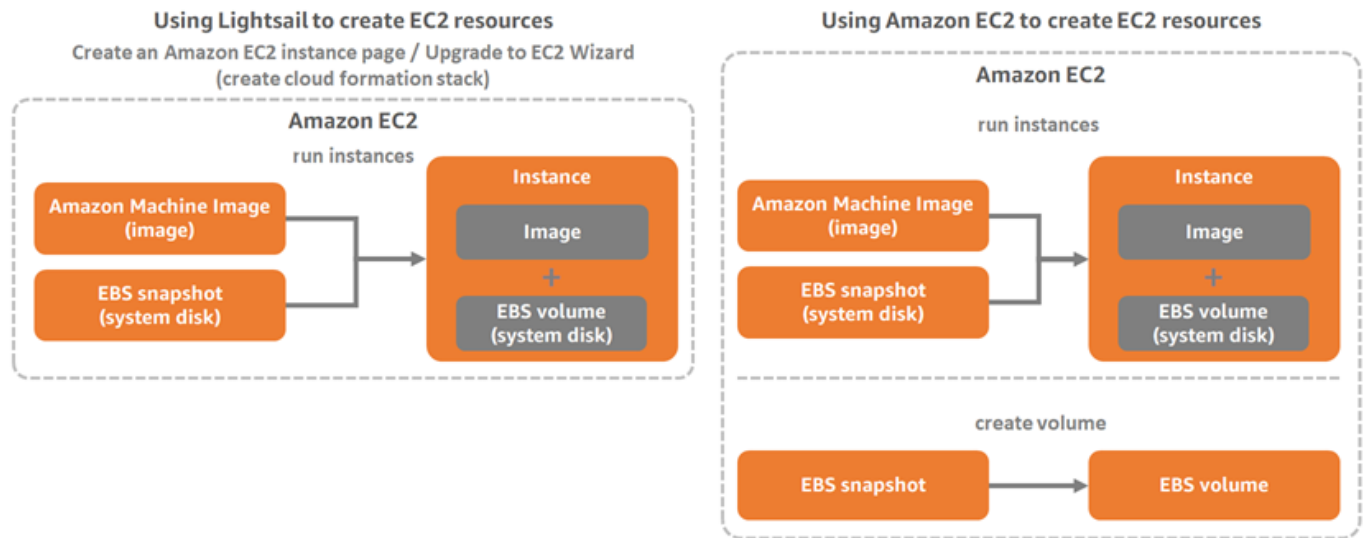 Using Lightsail to create EC2 resources
Create an Amazon EC2 instance page / Upgrade to EC2 Wizard
(create cloud formation stack)
Amazon EC2
run instances
Amazon Machine Image
(image)
EBS snapshot
(system disk)
Instance
Image
+
EBS volume
(system disk)
Using Amazon EC2 to create EC2 resources
Amazon EC2
run instances
Amazon Machine Image
(image)
EBS snapshot
(system disk)
Instance
Image
+
EBS volume
(system disk)
create volume
EBS snapshot
EBS volume